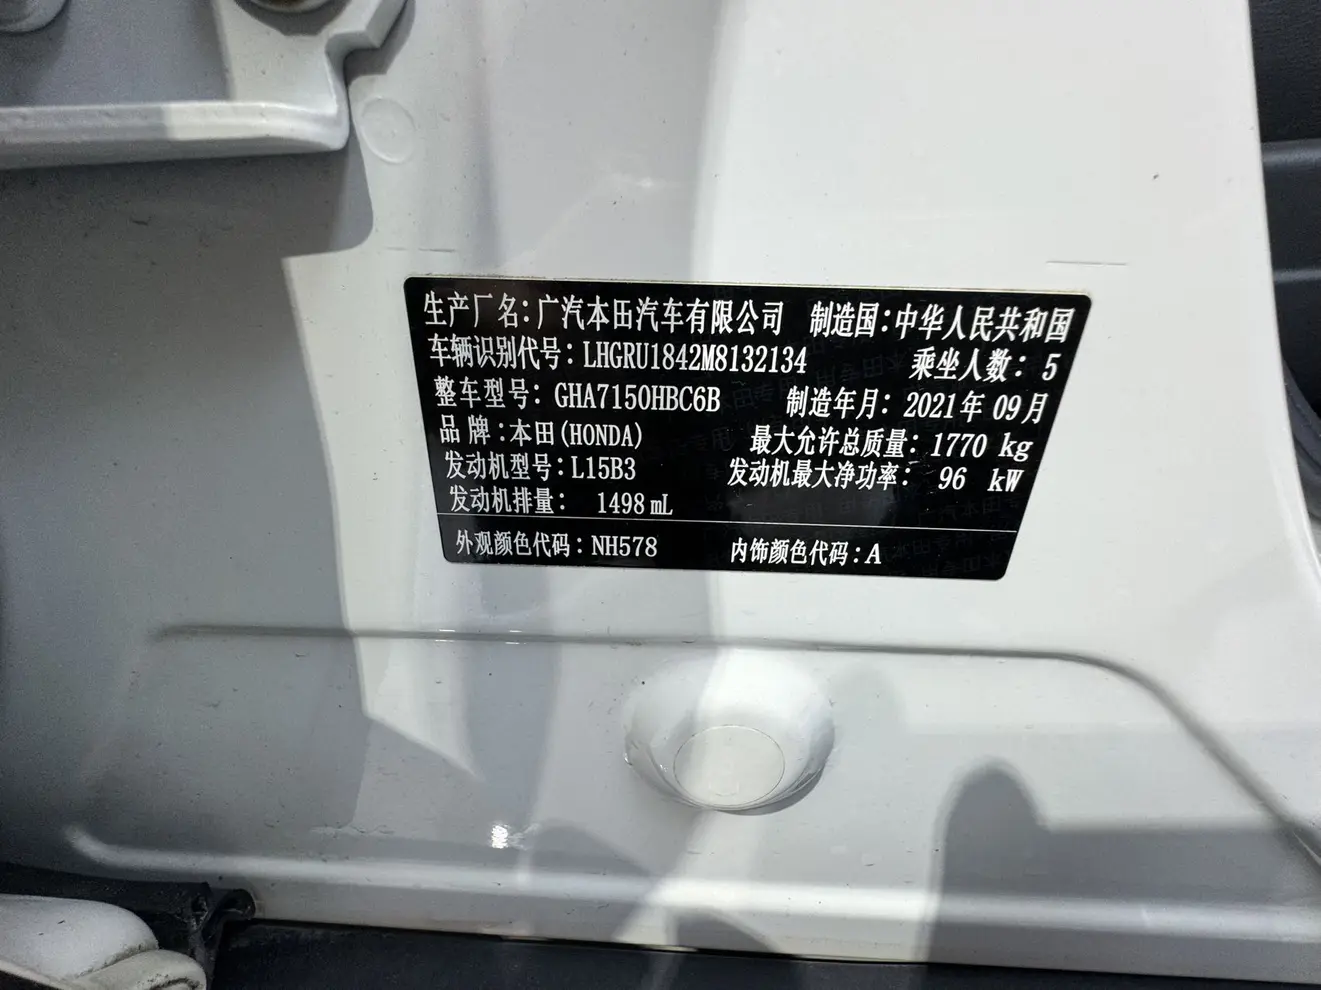 生产厂名:广汽本田汽车有限公司 制造国:中华人民共和国
车辆识别代号: LHGRU1842M8132134 乘坐人数: 5
整车型号: GHA7150HBC6B 制造年月: 2021年 09月
品牌:本田(HONDA) 最大允许总质量: 1770 kg
发动机型号: L15B3 发动机最大净功率: 96 kW
发动机排量: 1498 mL
外观颜色代码: NH578 内饰颜色代码: A